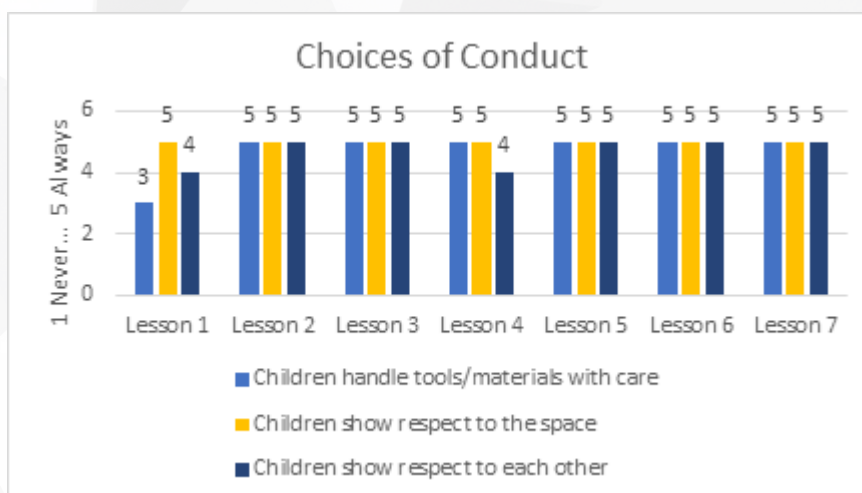 Choices of Conduct
1 Never... 5 Always
6
4
2
0
3 5 4
5 5 5
5 5 5
5 5 4
5 5 5
5 5 5
5 5 5
Lesson 1 Lesson 2 Lesson 3 Lesson 4 Lesson 5 Lesson 6 Lesson 7
Children handle tools/materials with care
Children show respect to the space
Children show respect to each other